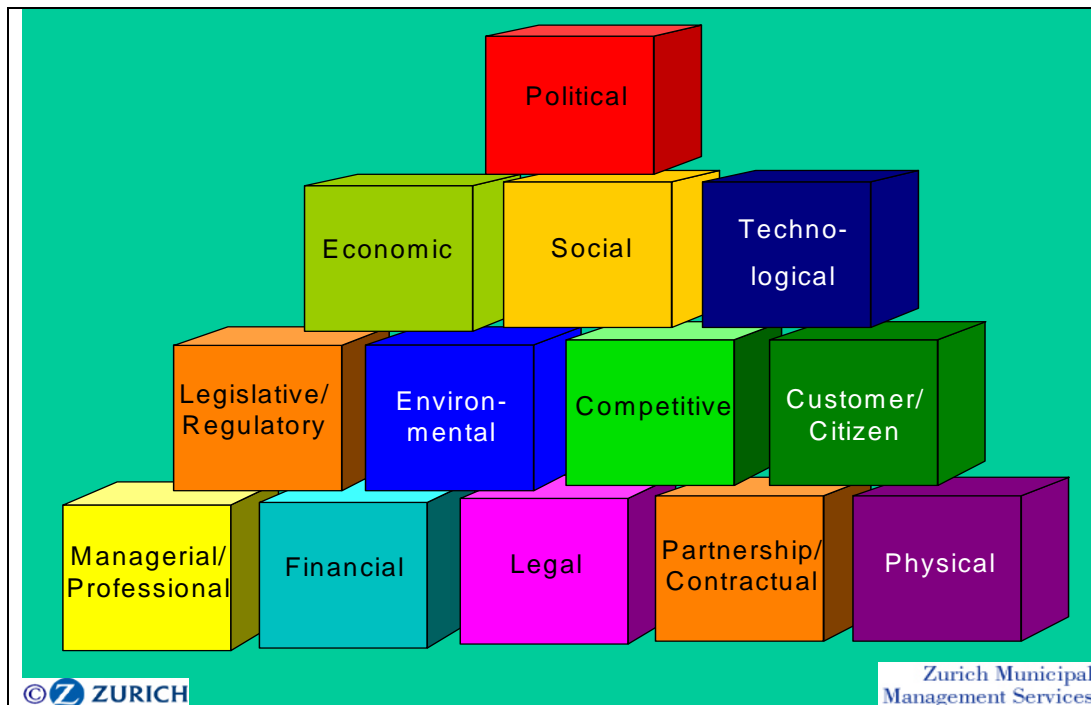 Political
Economic
Social
Techno-
logical
Legislative/
Regulatory
Environ-
mental
Competitive
Customer/
Citizen
Managerial/
Professional
Financial
Legal
Partnership/
Contractual
Physical
© Z ZURICH
Zurich Municipal
Management Services